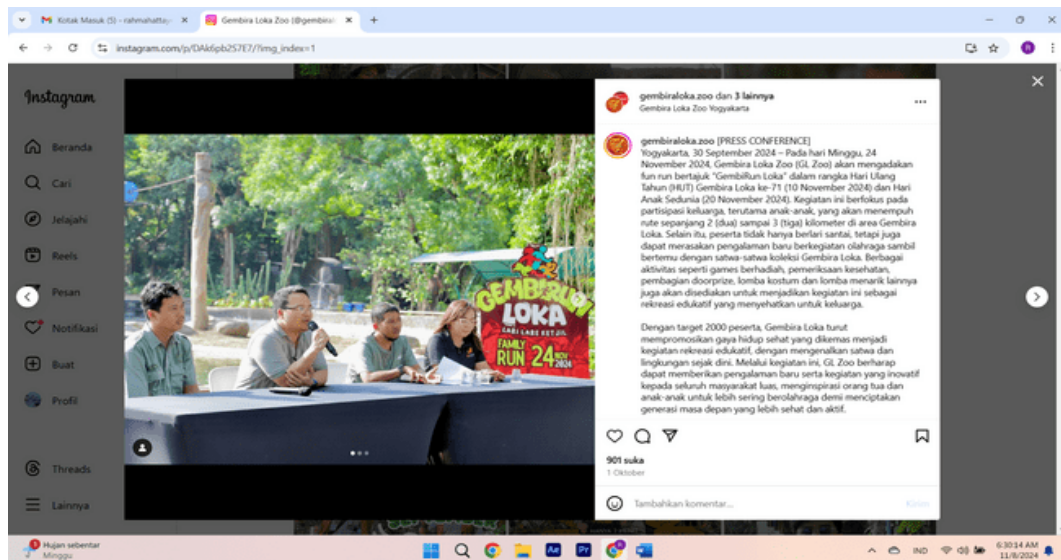 Kotak Masuk (5) - rahmahattay
Gembira Loka Zoo (@gembiral
instagram.com/p/DAk6pb2S7E7/?img_index=1
R
Instagram
Beranda
Cari
Jelajahi
Reels
Pesan
Notifikasi
Buat
Profil
Threads
Lainnya
GEMBIRUN
LOKA
FAMILY
RUN 24 NOV
2024
gembiraloka.zoo dan 3 lainnya
Gembira Loka Zoo Yogyakarta
gembiraloka.zoo [PRESS CONFERENCE]
Yogyakarta, 30 September 2024 – Pada hari Minggu, 24
November 2024, Gembira Loka Zoo (GL Zoo) akan mengadakan
fun run bertajuk "GembiRun Loka" dalam rangka Hari Ulang
Tahun (HUT) Gembira Loka ke-71 (10 November 2024) dan Hari
Anak Sedunia (20 November 2024). Kegiatan ini berfokus pada
partisipasi keluarga, terutama anak-anak, yang akan menempuh
rute sepanjang 2 (dua) sampai 3 (tiga) kilometer di area Gembira
Loka. Selain itu, peserta tidak hanya berlari santai, tetapi juga
dapat merasakan pengalaman baru berkegiatan olahraga sambil
bertemu dengan satwa-satwa koleksi Gembira Loka. Berbagai
aktivitas seperti games berhadiah, pemeriksaan kesehatan,
pembagian doorprize, lomba kostum dan lomba menarik lainnya
juga akan disediakan untuk menjadikan kegiatan ini sebagai
rekreasi edukatif yang menyehatkan untuk keluarga.
Dengan target 2000 peserta, Gembira Loka turut
mempromosikan gaya hidup sehat yang dikemas menjadi
kegiatan rekreasi edukatif, dengan mengenalkan satwa dan
lingkungan sejak dini. Melalui kegiatan ini, GL Zoo berharap
dapat memberikan pengalaman baru serta kegiatan yang inovatif
kepada seluruh masyarakat luas, menginspirasi orang tua dan
anak-anak untuk lebih sering berolahraga demi menciptakan
generasi masa depan yang lebih sehat dan aktif.
901 suka
1 Oktober
Tambahkan komentar...
Kirim
Hujan sebentar
Minggu
Ae
Pr
IND
6:30:14 AM
11/8/2024